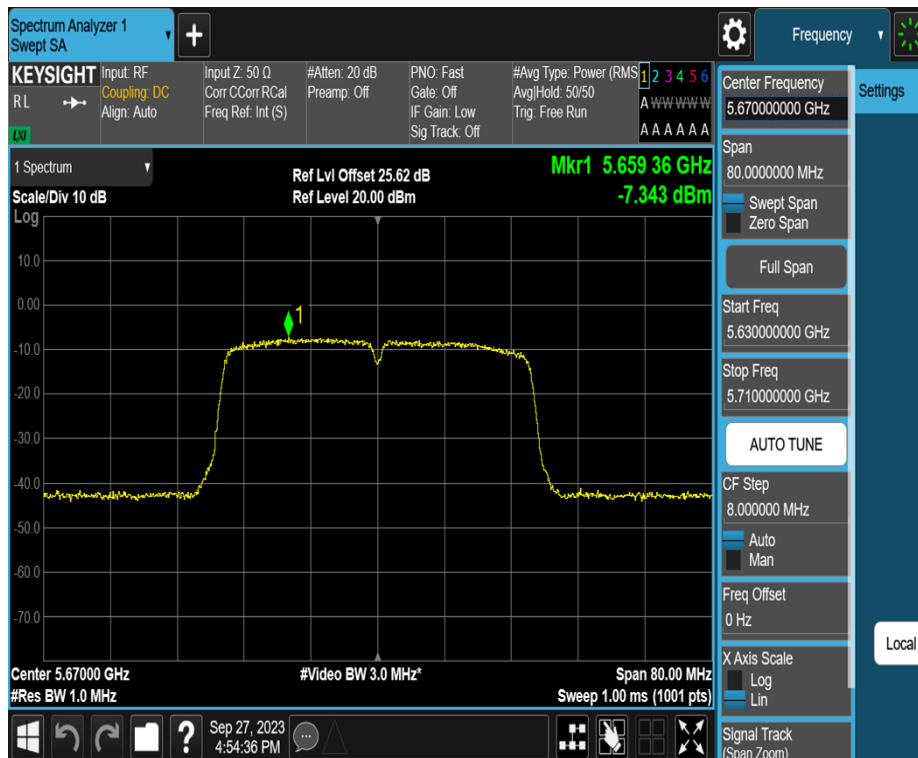 Spectrum Analyzer 1
Swept SA
+
Frequency
KEYSIGHT
R L
LXI
Input: RF
Coupling: DC
Align: Auto
Input Z: 50 Ω
Corr CCorr RCal
Freq Ref: Int (S)
#Atten: 20 dB
Preamp: Off
PNO: Fast
Gate: Off
IF Gain: Low
Sig Track: Off
#Avg Type: Power (RMS
Avg|Hold: 50/50
Trig: Free Run
1 2 3 4 5 6
A W W W W W
A A A A A A
1 Spectrum
Scale/Div 10 dB
Log
Ref Lvl Offset 25.62 dB
Ref Level 20.00 dBm
Mkr1 5.659 36 GHz
-7.343 dBm
1
10.0
0.00
-10.0
-20.0
-30.0
-40.0
-50.0
-60.0
-70.0
Center 5.67000 GHz
#Res BW 1.0 MHz
#Video BW 3.0 MHz*
Span 80.00 MHz
Sweep 1.00 ms (1001 pts)
Center Frequency
5.670000000 GHz
Span
80.0000000 MHz
Swept Span
Zero Span
Full Span
Start Freq
5.630000000 GHz
Stop Freq
5.710000000 GHz
AUTO TUNE
CF Step
8.000000 MHz
Auto
Man
Freq Offset
0 Hz
X Axis Scale
Log
Lin
Signal Track
(Span Zoom)
Settings
Local
?
Sep 27, 2023
4:54:36 PM